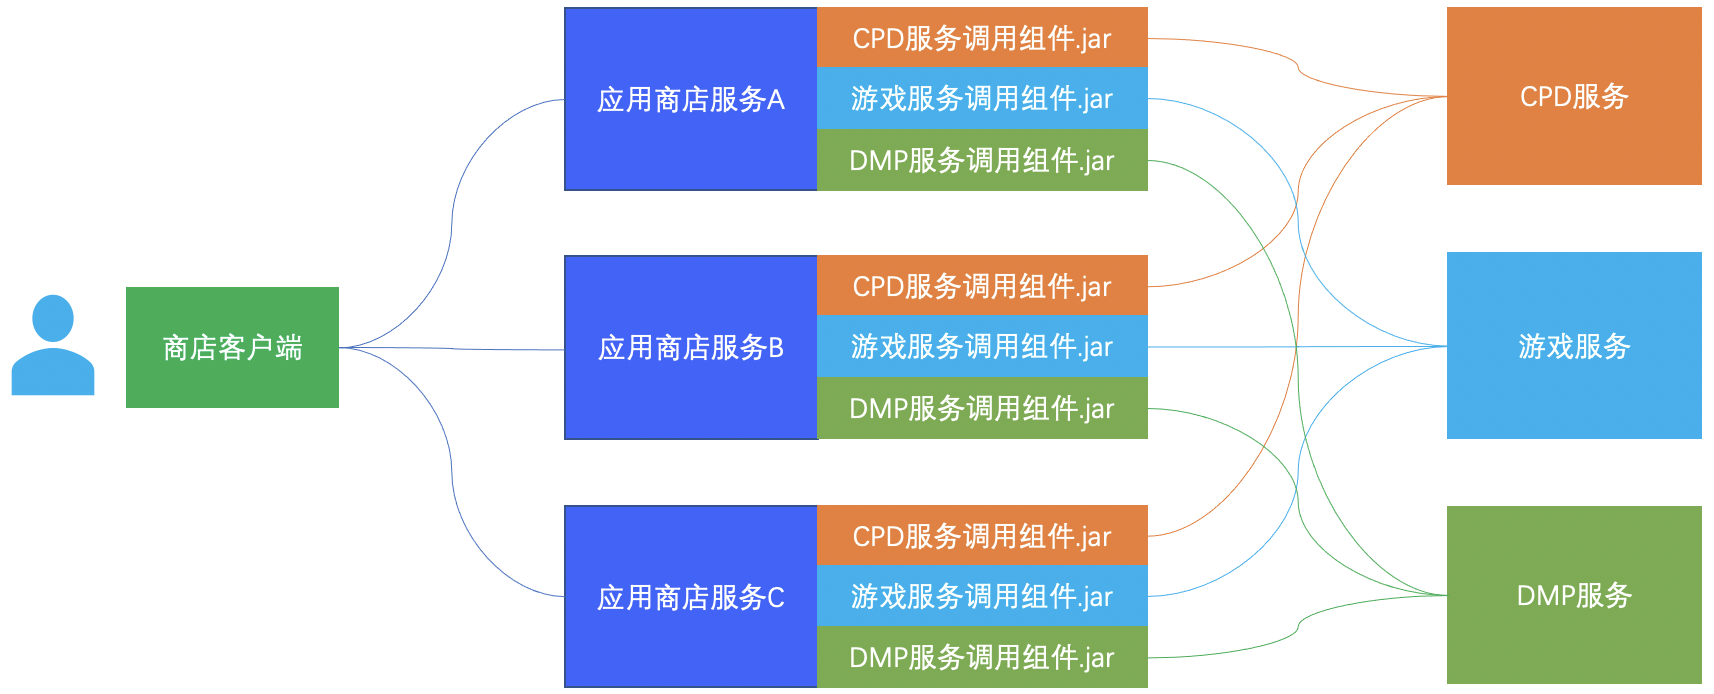 商店客户端
应用商店服务A
CPD服务调用组件.jar
游戏服务调用组件.jar
DMP服务调用组件.jar
应用商店服务B
CPD服务调用组件.jar
游戏服务调用组件.jar
DMP服务调用组件.jar
应用商店服务C
CPD服务调用组件.jar
游戏服务调用组件.jar
DMP服务调用组件.jar
CPD服务
游戏服务
DMP服务